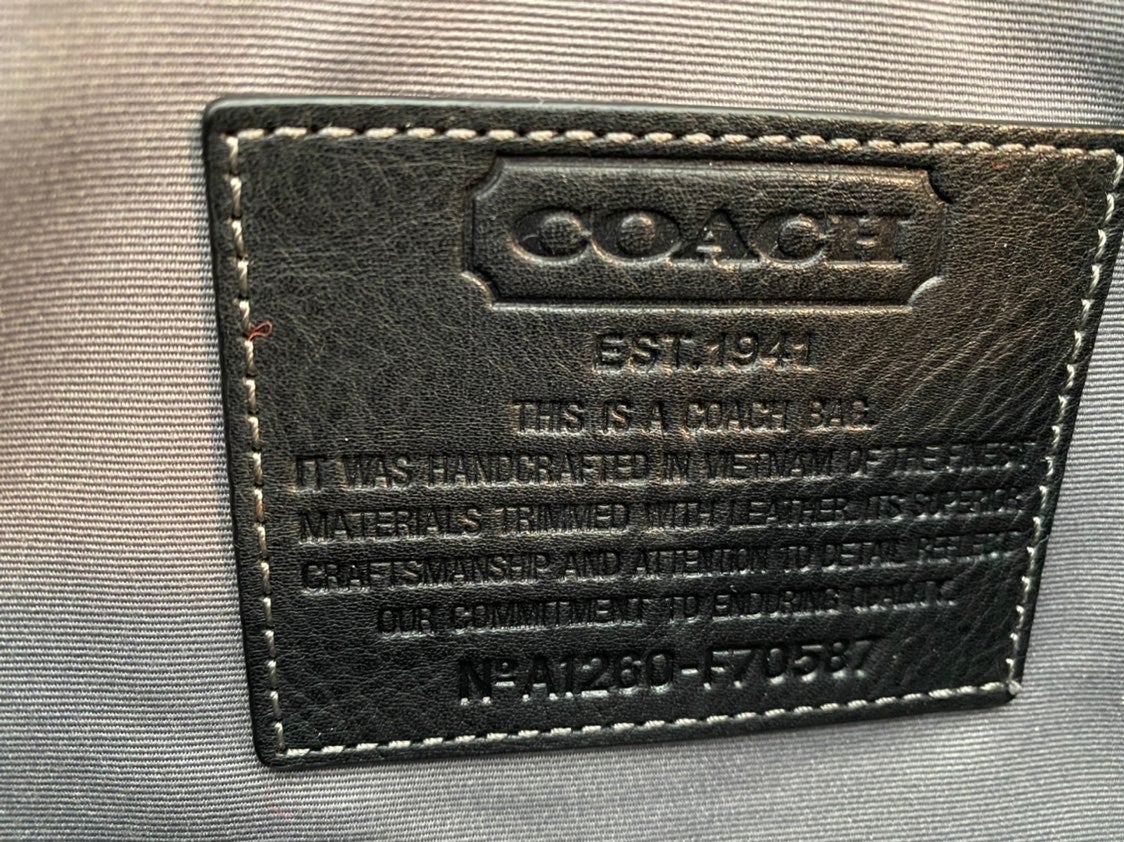 COACH
EST.1941
THIS IS A COACH BAG.
IT WAS HANDCRAFTED IN VIETNAM OF THE FINEST
MATERIALS TRIMMED WITH LEATHER. ITS SUPERIOR
CRAFTSMANSHIP AND ATTENTION TO DETAIL REFLECTS
OUR COMMITMENT TO ENDURING QUALITY.
Nº A1260-F70587